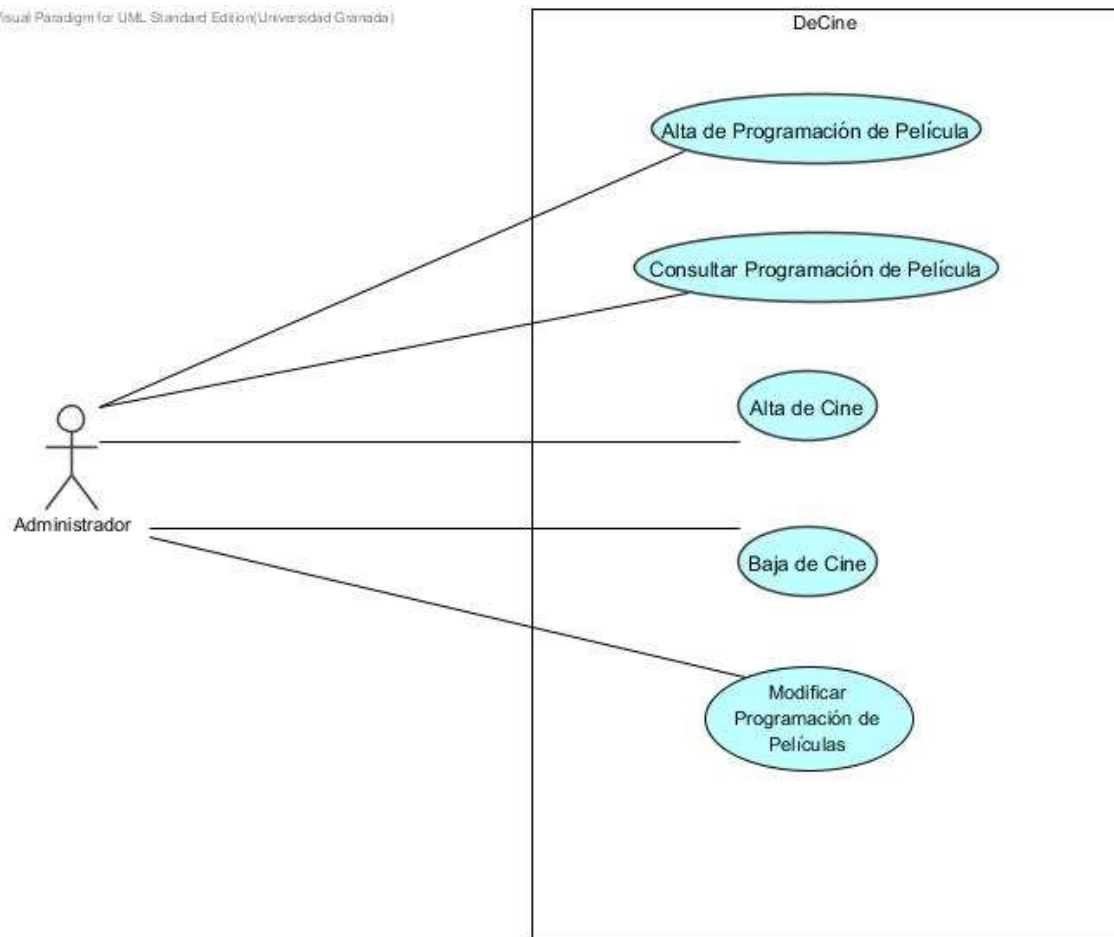 Visual Paradigm for UML Standard Edition(Universidad Granada)
DeCine
Alta de Programación de Película
Consultar Programación de Película
Alta de Cine
Administrador
Baja de Cine
Modificar
Programación de
Películas